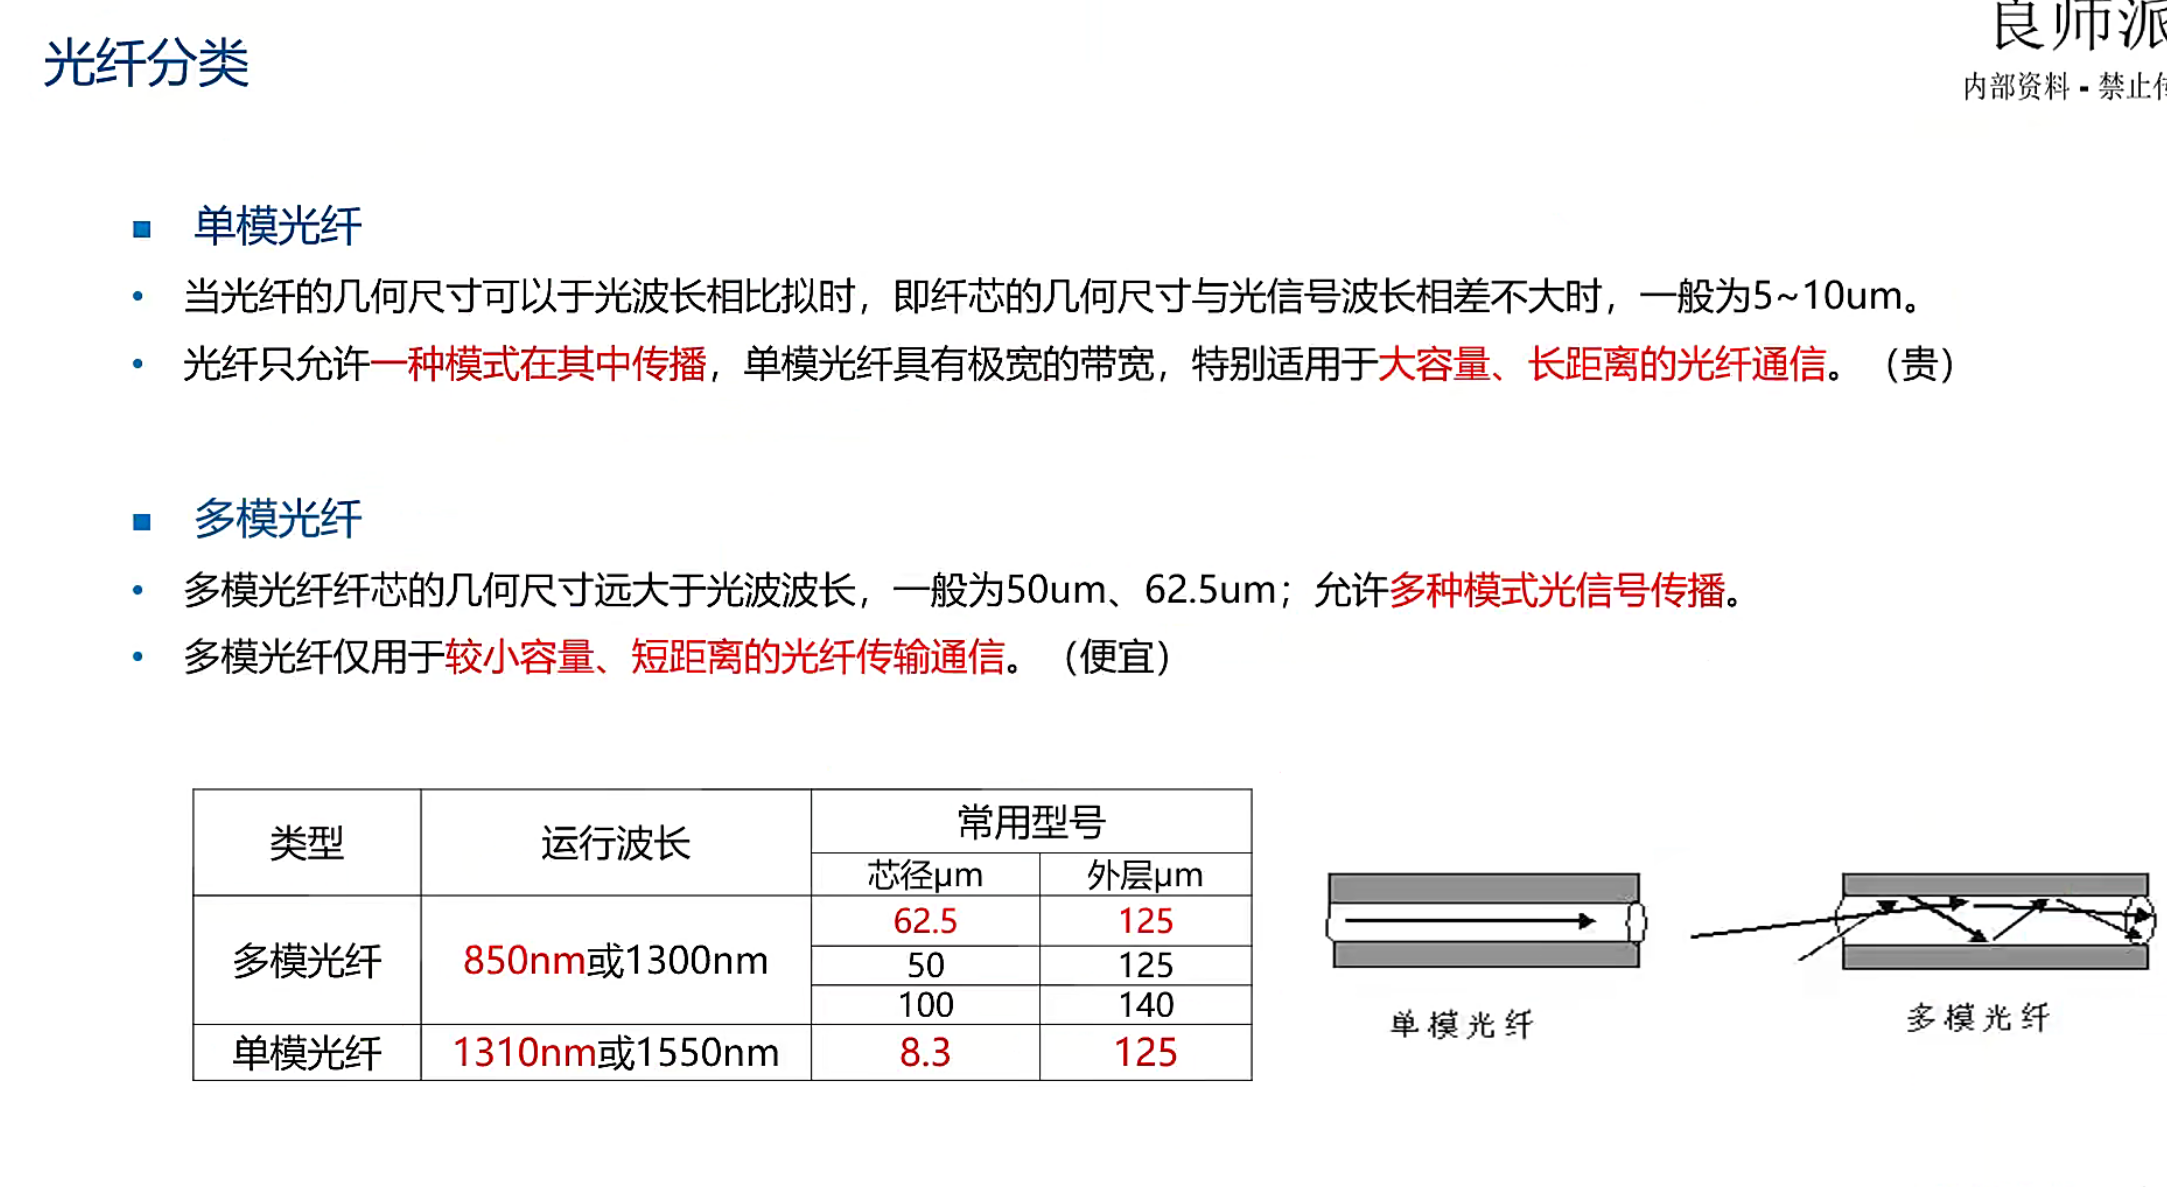 光纤分类
良师派
内部资料 - 禁止传
■ 单模光纤
• 当光纤的几何尺寸可以于光波长相比拟时，即纤芯的几何尺寸与光信号波长相差不大时，一般为5~10um。
• 光纤只允许一种模式在其中传播，单模光纤具有极宽的带宽，特别适用于大容量、长距离的光纤通信。（贵）
■ 多模光纤
• 多模光纤纤芯的几何尺寸远大于光波波长，一般为50um、62.5um；允许多种模式光信号传播。
• 多模光纤仅用于较小容量、短距离的光纤传输通信。（便宜）
类型 运行波长 常用型号
芯径μm 外层μm
多模光纤 850nm或1300nm 62.5 125
50 125
100 140
单模光纤 1310nm或1550nm 8.3 125
单模光纤
多模光纤